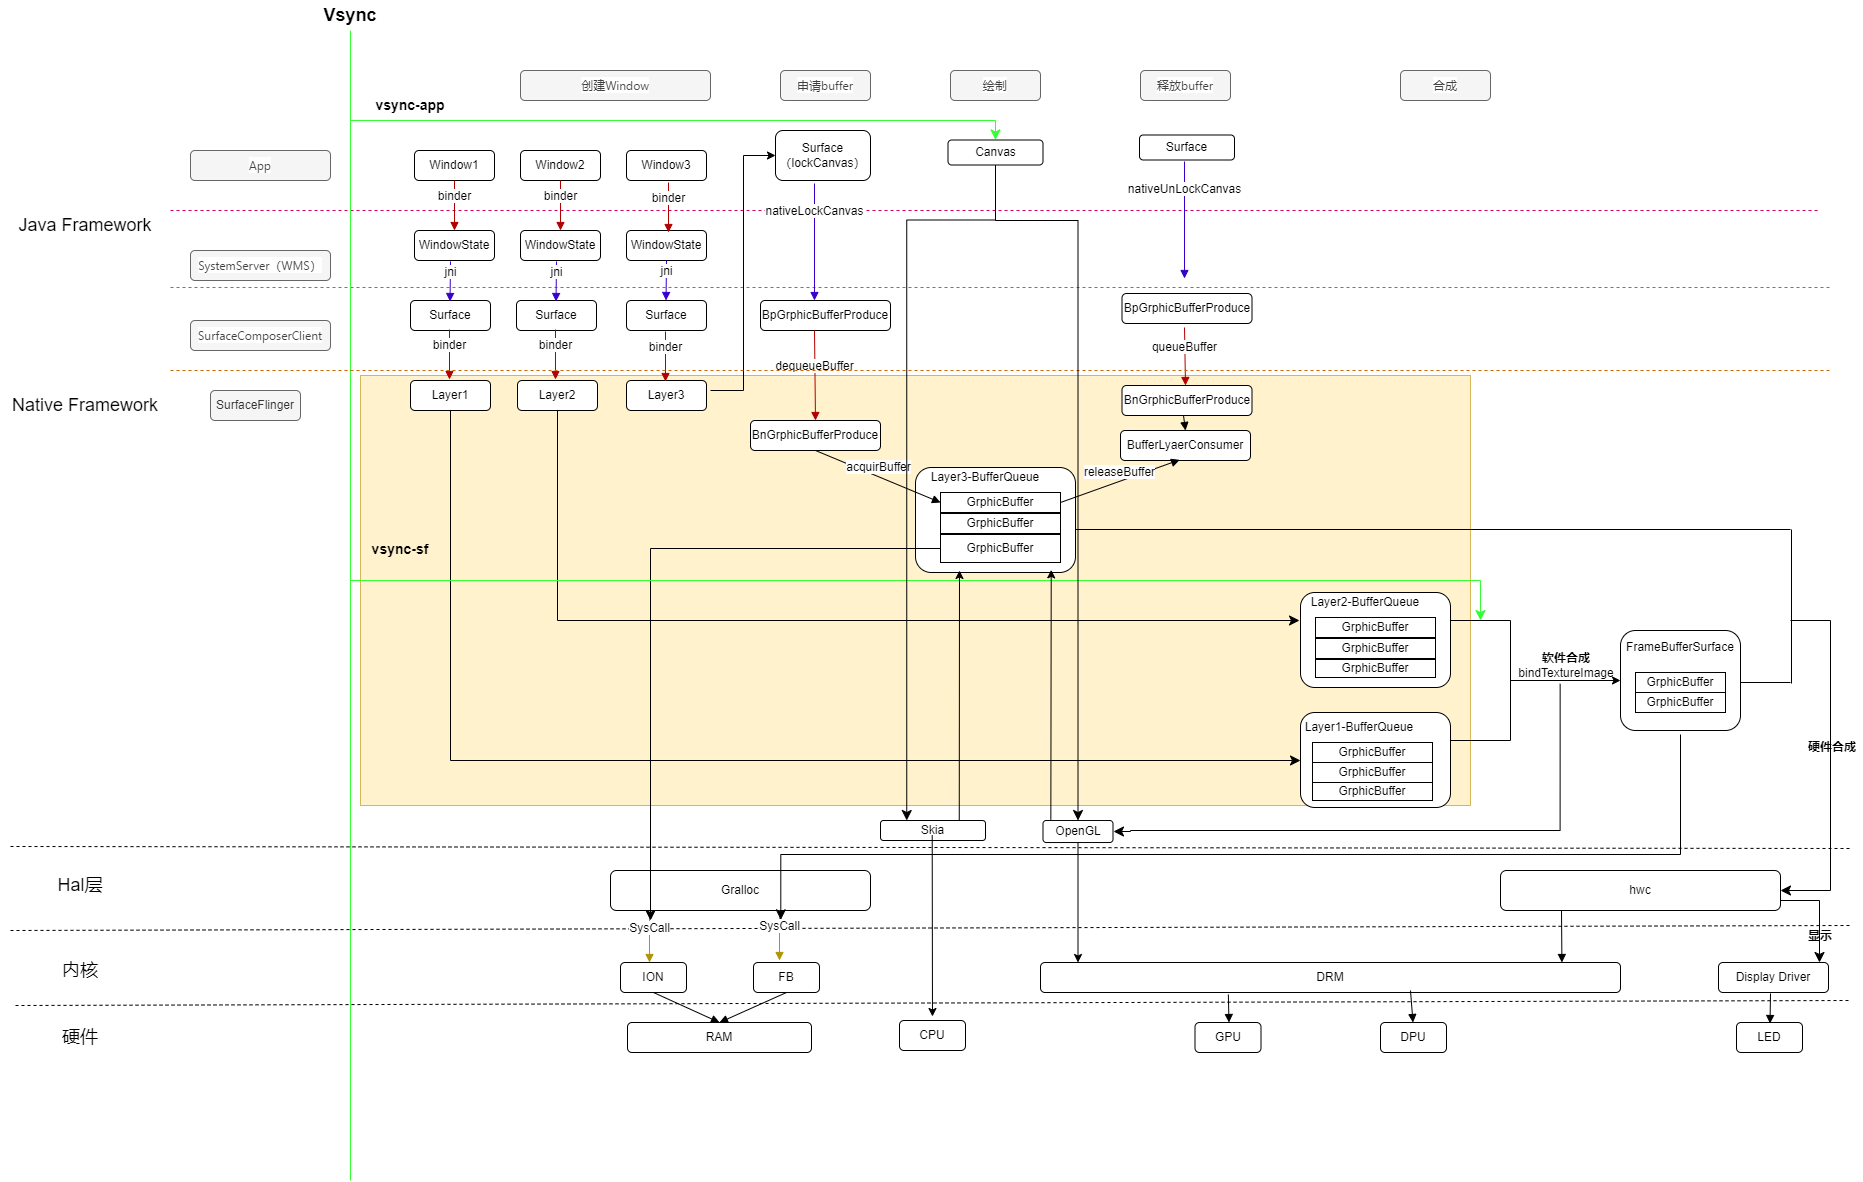 Vsync
创建Window
申请buffer
绘制
释放buffer
合成
vsync-app
App
Window1
Window2
Window3
Surface
（lockCanvas）
Canvas
Surface
binder
binder
binder
nativeUnLockCanvas
nativeLockCanvas
Java Framework
WindowState
WindowState
WindowState
SystemServer（WMS）
jni
jni
jni
Surface
Surface
Surface
BpGrphicBufferProduce
BpGrphicBufferProduce
SurfaceComposerClient
binder
binder
binder
queueBuffer
dequeueBuffer
Native Framework
SurfaceFlinger
Layer1
Layer2
Layer3
BnGrphicBufferProduce
BnGrphicBufferProduce
BufferLyaerConsumer
acquirBuffer
releaseBuffer
Layer3-BufferQueue
GrphicBuffer
GrphicBuffer
GrphicBuffer
vsync-sf
Layer2-BufferQueue
GrphicBuffer
GrphicBuffer
GrphicBuffer
软件合成
bindTextureImage
FrameBufferSurface
GrphicBuffer
GrphicBuffer
Layer1-BufferQueue
GrphicBuffer
GrphicBuffer
GrphicBuffer
硬件合成
Skia
OpenGL
Hal层
Gralloc
hwc
SysCall
SysCall
显示
内核
ION
FB
DRM
Display Driver
硬件
RAM
CPU
GPU
DPU
LED